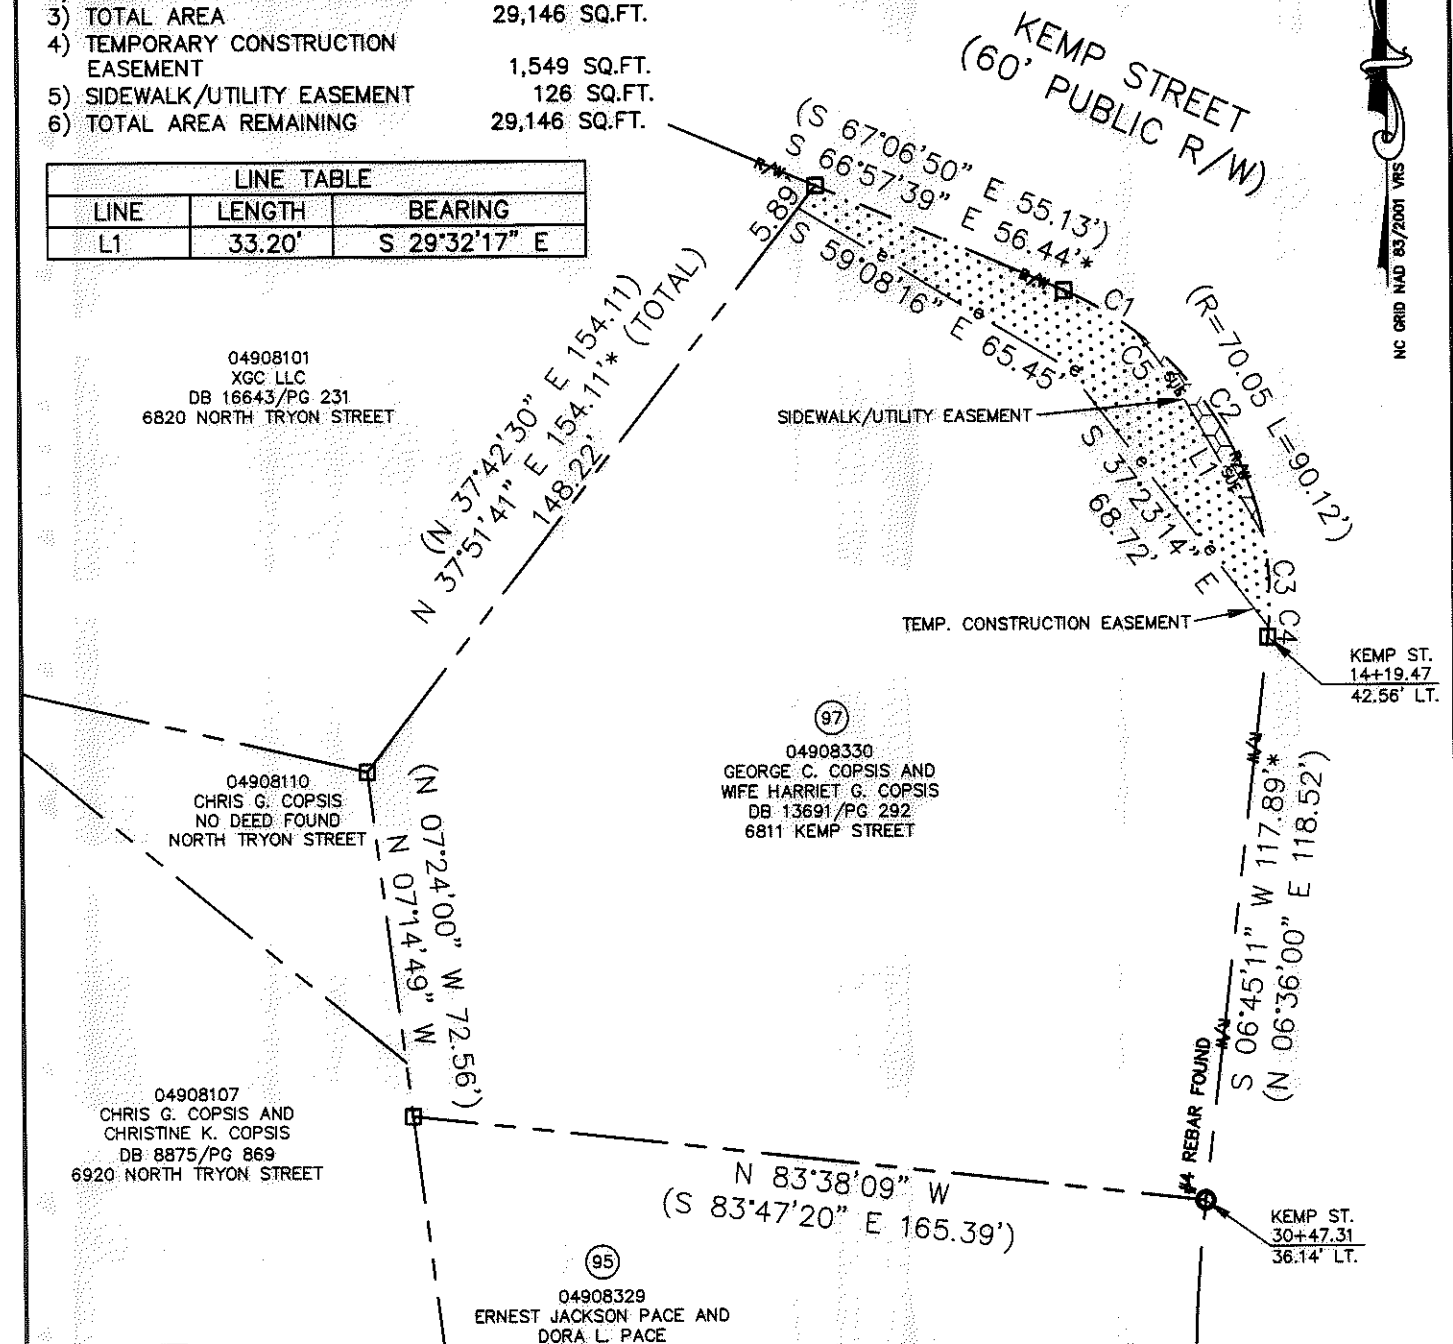 3) TOTAL AREA 29,146 SQ.FT.
4) TEMPORARY CONSTRUCTION
EASEMENT 1,549 SQ.FT.
5) SIDEWALK/UTILITY EASEMENT 126 SQ.FT.
6) TOTAL AREA REMAINING 29,146 SQ.FT.
LINE TABLE
LINE LENGTH BEARING
L1 33.20' S 29°32'17" E
KEMP STREET
(60' PUBLIC R/W)
NC GRID NAD 83/2001 VRS
(S 67°06'50" E 55.13')
S 66°57'39" E 56.44'*
R/W
5.89'
S 59°08'16" E 65.45'
e
e
e
R/W
C1
C5
SUE
C2
(R=70.05 L=90.12')
L1
R/W
SUE
SIDEWALK/UTILITY EASEMENT
S 37°23'14" E
68.72'
e
e
C3
C4
TEMP. CONSTRUCTION EASEMENT
KEMP ST.
14+19.47
42.56' LT.
(N 37°42'30" E 154.11)
N 37°51'41" E 154.11'* (TOTAL)
148.22'
04908101
XGC LLC
DB 16643/PG 231
6820 NORTH TRYON STREET
97
04908330
GEORGE C. COPSIS AND
WIFE HARRIET G. COPSIS
DB 13691/PG 292
6811 KEMP STREET
04908110
CHRIS G. COPSIS
NO DEED FOUND
NORTH TRYON STREET
(N 07°24'00" W 72.56')
N 07°14'49" W
R/W
S 06°45'11" W 117.89'*
(N 06°36'00" E 118.52')
R/W
#4 REBAR FOUND
04908107
CHRIS G. COPSIS AND
CHRISTINE K. COPSIS
DB 8875/PG 869
6920 NORTH TRYON STREET
N 83°38'09" W
(S 83°47'20" E 165.39')
KEMP ST.
30+47.31
36.14' LT.
95
04908329
ERNEST JACKSON PACE AND
DORA L. PACE